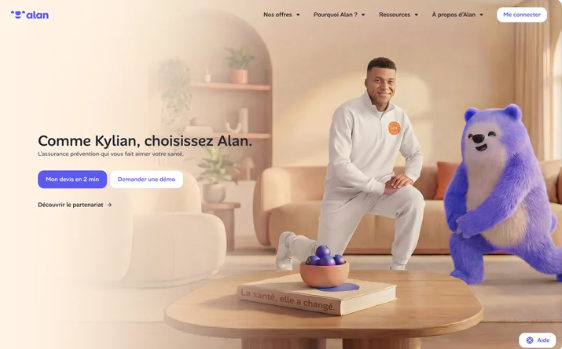 alan
Nos offres
Pourquoi Alan ?
Ressources
À propos d'Alan
Me connecter
Comme Kylian, choisissez Alan.
L'assurance prévention qui vous fait aimer votre santé.
Mon devis en 2 min
Demander une démo
Découvrir le partenariat →
La santé, elle a changé.
Aide